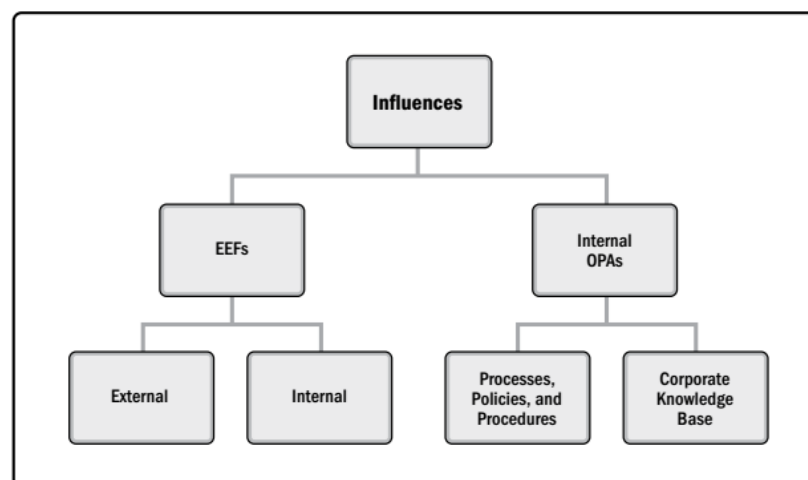 Influences
EEFs
Internal
OPAs
External
Internal
Processes,
Policies, and
Procedures
Corporate
Knowledge
Base